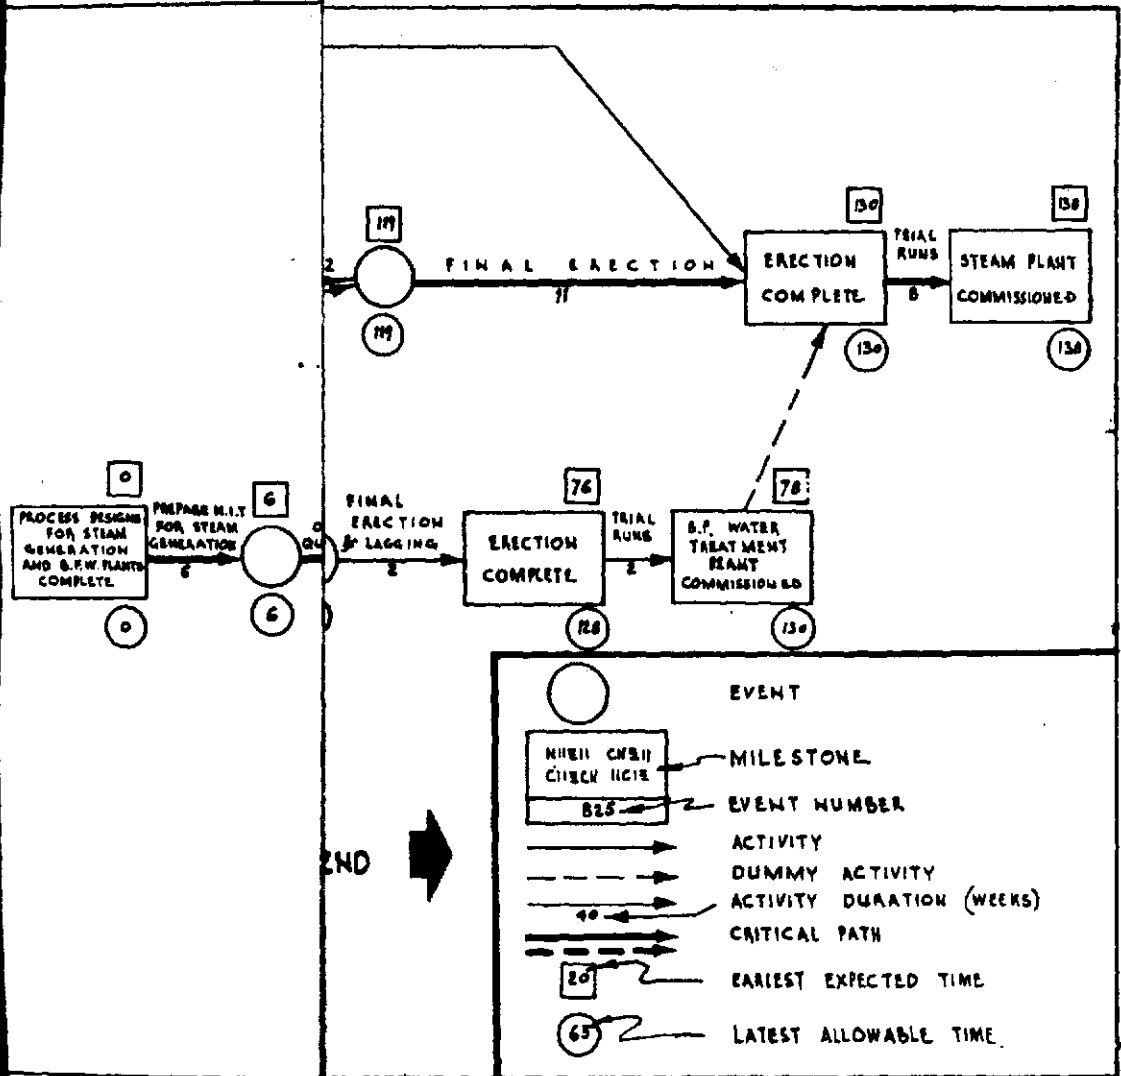 119
130
138
2
FINAL ERECTION
11
ERECTION
COMPLETE
TRIAL
RUNS
8
STEAM PLANT
COMMISSIONED
119
130
138
0
PROCESS DESIGNS
FOR STEAM
GENERATION
AND B.F.W. PLANTS
COMPLETE
0
PREPARE N.I.T
FOR STEAM
GENERATION
6
6
6
FINAL
ERECTION
& LAGGING
2
76
ERECTION
COMPLETE
128
TRIAL
RUNS
2
78
B.F. WATER
TREATMENT
PLANT
COMMISSIONED
130
END
EVENT
MILESTONE
B25
EVENT NUMBER
ACTIVITY
DUMMY ACTIVITY
40
ACTIVITY DURATION (WEEKS)
CRITICAL PATH
20
EARIEST EXPECTED TIME
65
LATEST ALLOWABLE TIME.